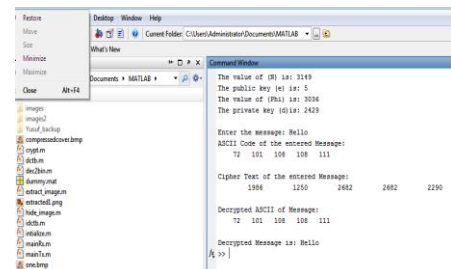 Restore
Move
Size
Minimize
Maximize
Close Alt+F4
Desktop Window Help
Current Folder: C:\Users\Administrator\Documents\MATLAB
What's New
Documents MATLAB
images
images2
Yusuf_backup
compressedcover.bmp
crypt.m
dctb.m
dec2bin.m
dummy.mat
extract_image.m
extracted1.png
hide_image.m
idctb.m
intialize.m
mainRx.m
mainTx.m
one.bmp
Command Window
The value of (N) is: 3149
The public key (e) is: 5
The value of (Phi) is: 3036
The private key (d)is: 2429
Enter the message: Hello
ASCII Code of the entered Message:
72 101 108 108 111
Cipher Text of the entered Message:
1986 1250 2682 2682 2290
Decrypted ASCII of Message:
72 101 108 108 111
Decrypted Message is: Hello
fx >>